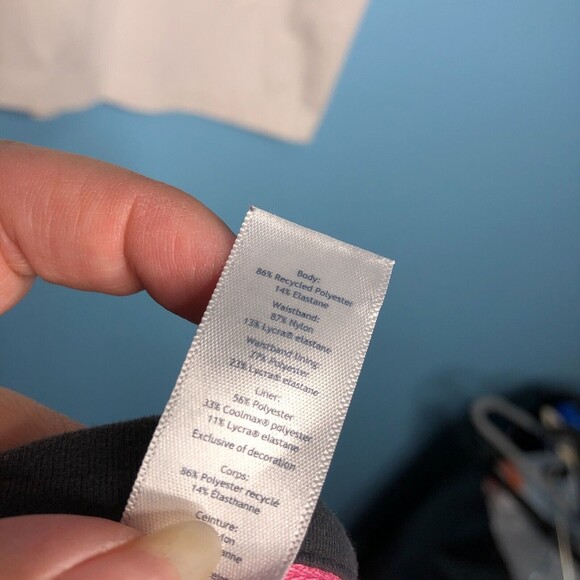 Body:
86% Recycled Polyester
14% Elastane
Waistband:
87% Nylon
13% Lycra® elastane
Waistband lining:
77% Polyester
23% Lycra® elastane
Liner:
56% Polyester
33% Coolmax® polyester
11% Lycra® elastane
Exclusive of decoration
Corps:
86% Polyester recyclé
14% Élasthanne
Ceinture: